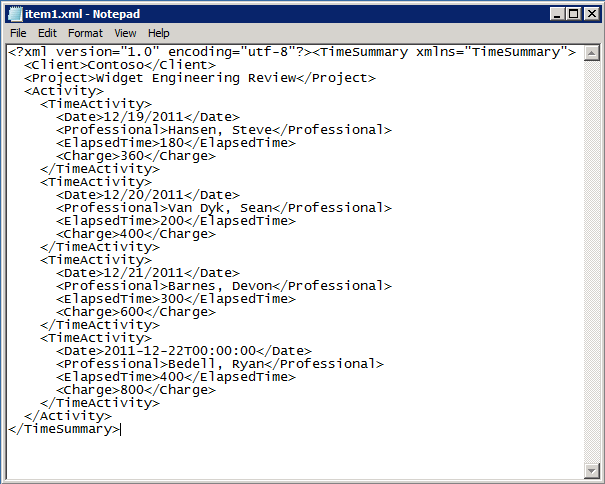 item1.xml - Notepad
File Edit Format View Help
<?xml version="1.0" encoding="utf-8"?><TimeSummary xmlns="TimeSummary">
  <Client>Contoso</Client>
  <Project>Widget Engineering Review</Project>
  <Activity>
    <TimeActivity>
      <Date>12/19/2011</Date>
      <Professional>Hansen, Steve</Professional>
      <ElapsedTime>180</ElapsedTime>
      <Charge>360</Charge>
    </TimeActivity>
    <TimeActivity>
      <Date>12/20/2011</Date>
      <Professional>Van Dyk, Sean</Professional>
      <ElapsedTime>200</ElapsedTime>
      <Charge>400</Charge>
    </TimeActivity>
    <TimeActivity>
      <Date>12/21/2011</Date>
      <Professional>Barnes, Devon</Professional>
      <ElapsedTime>300</ElapsedTime>
      <Charge>600</Charge>
    </TimeActivity>
    <TimeActivity>
      <Date>2011-12-22T00:00:00</Date>
      <Professional>Bedell, Ryan</Professional>
      <ElapsedTime>400</ElapsedTime>
      <Charge>800</Charge>
    </TimeActivity>
  </Activity>
</TimeSummary>